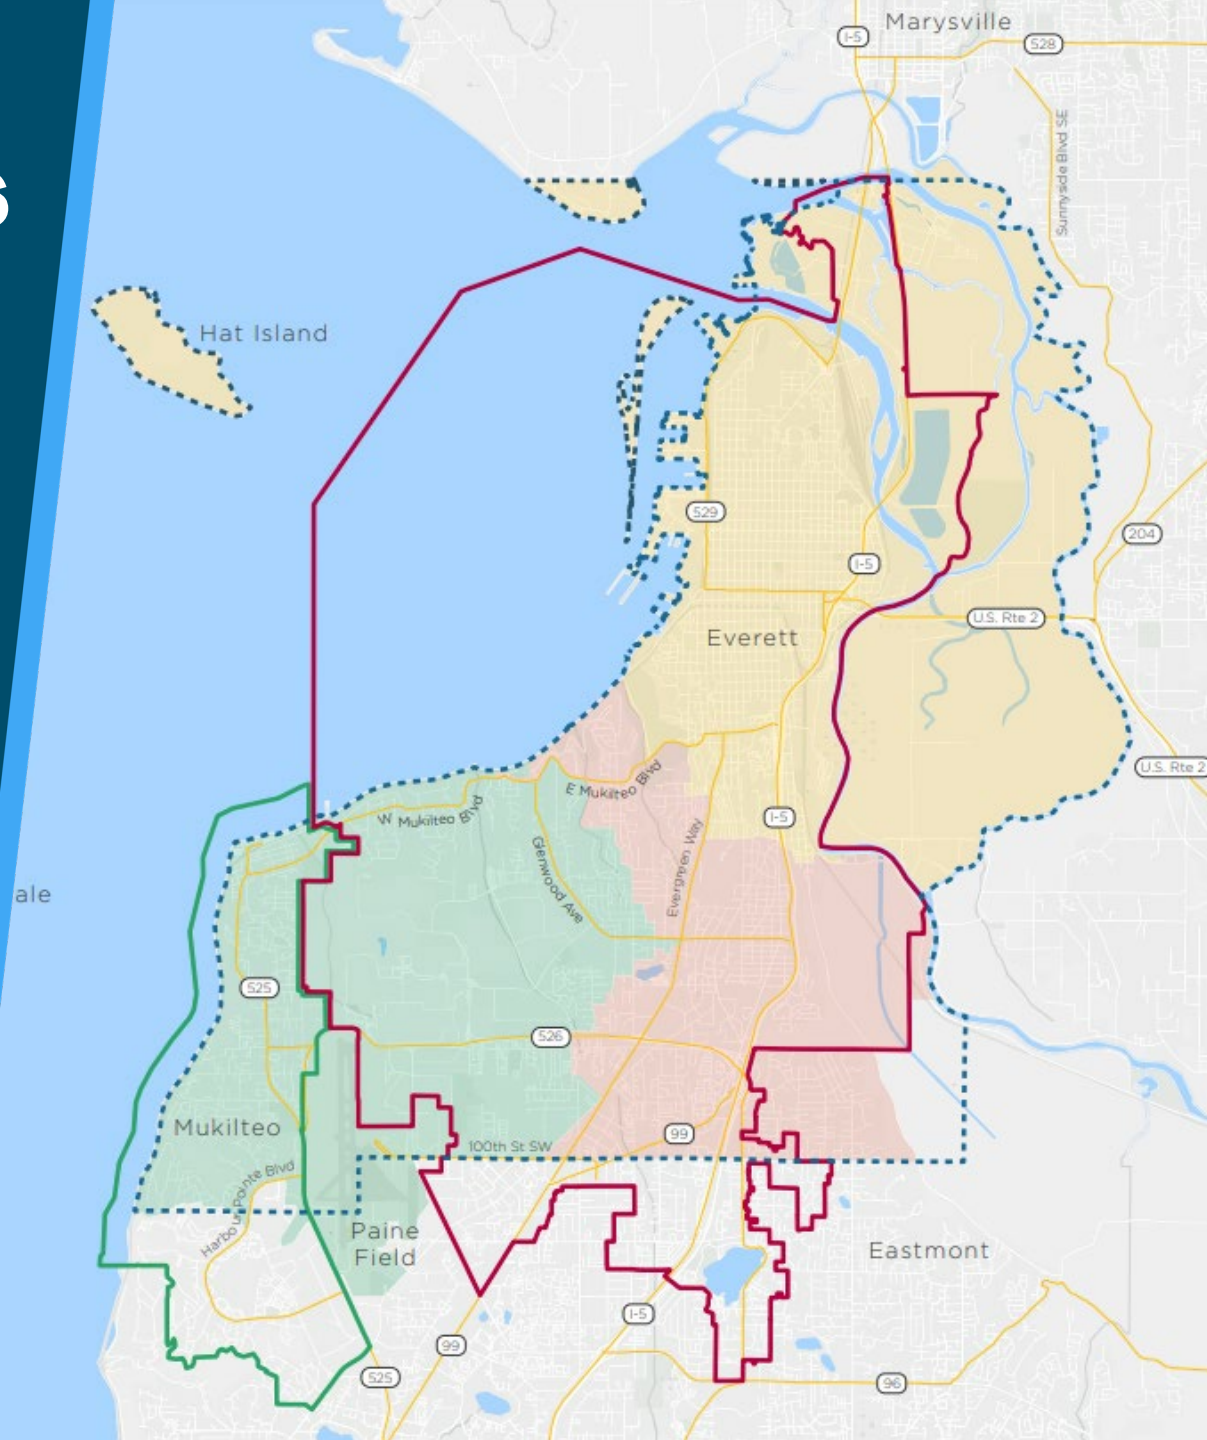 Marysville
I-5
528
Sunnyside Blvd SE
s
Hat Island
529
204
I-5
U.S. Rte 2
Everett
E Mukilteo Blvd
U.S. Rte 2
W Mukilteo Blvd
I-5
Glenwood Ave
Evergreen Way
ale
525
526
Mukilteo
99
100th St SW
Harbour Pointe Blvd
Paine
Field
Eastmont
I-5
99
525
96